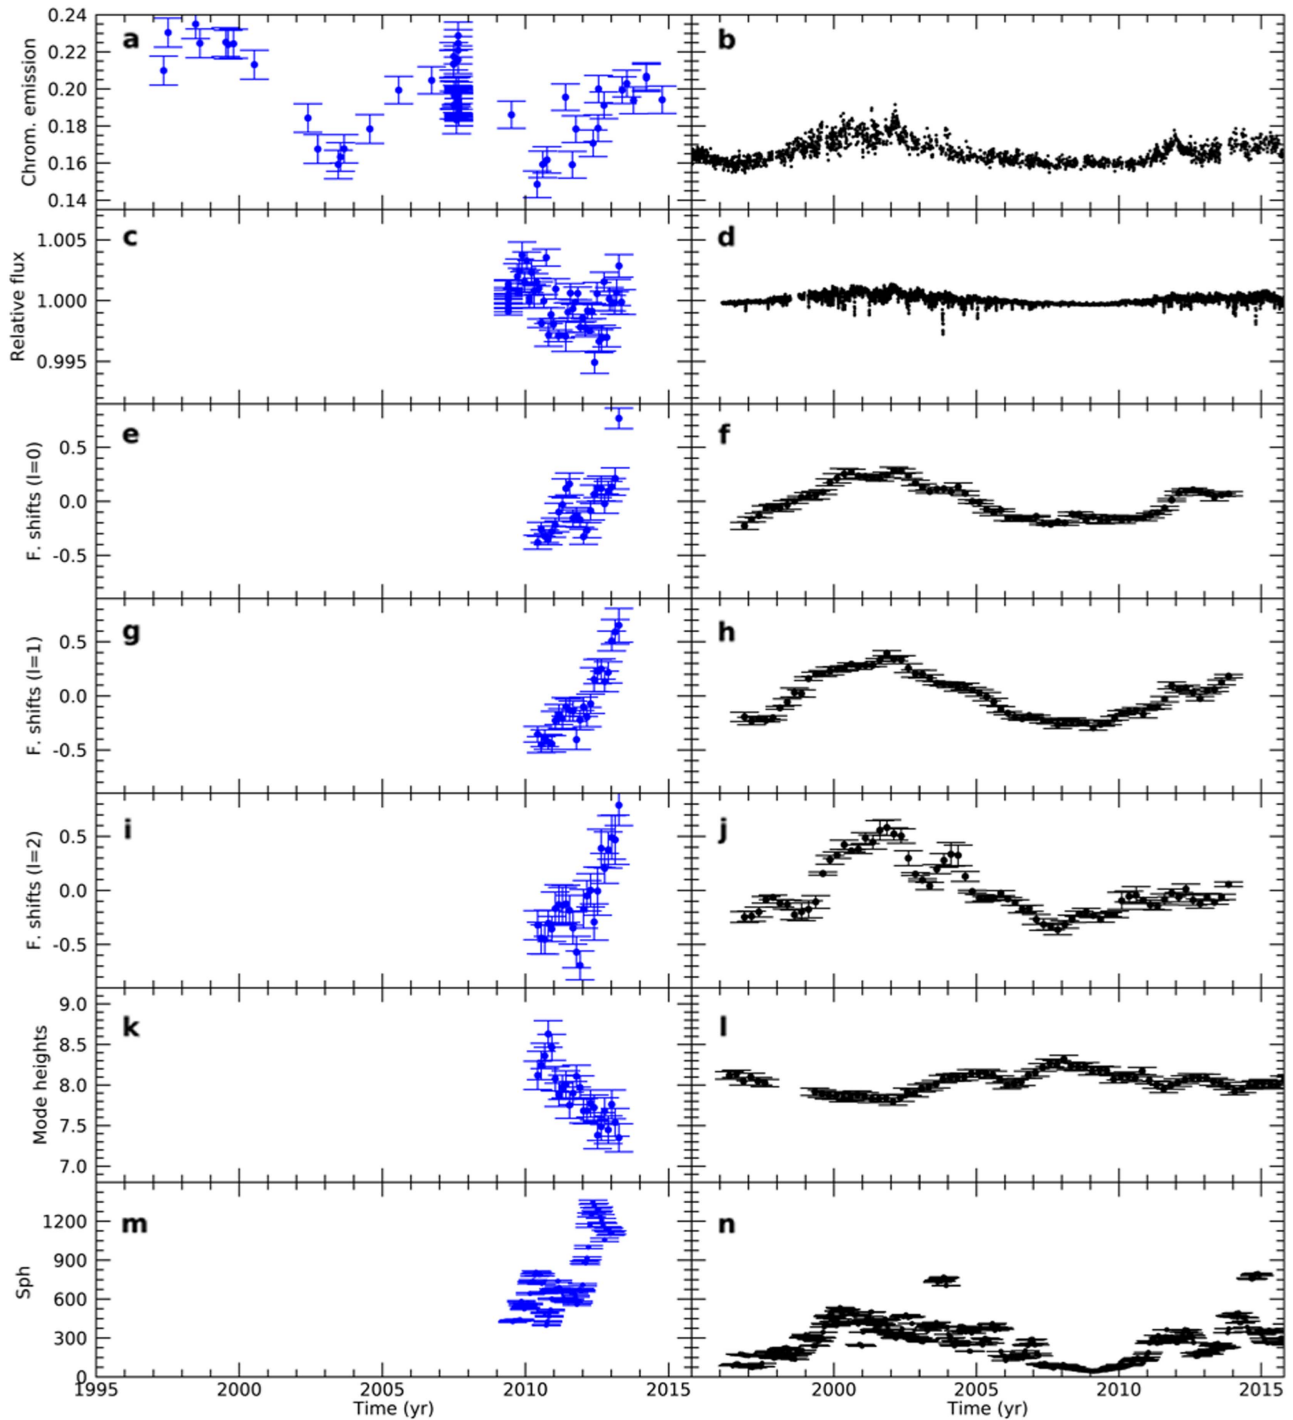 a
b
Chrom. emission
0.24
0.22
0.20
0.18
0.16
0.14
c
d
Relative flux
1.005
1.000
0.995
e
f
F. shifts (l=0)
0.5
0.0
-0.5
g
h
F. shifts (l=1)
0.5
0.0
-0.5
i
j
F. shifts (l=2)
0.5
0.0
-0.5
k
l
Mode heights
9.0
8.5
8.0
7.5
7.0
m
n
Sph
1200
900
600
300
0
1995 2000 2005 2010 2015 2000 2005 2010 2015
Time (yr) Time (yr)